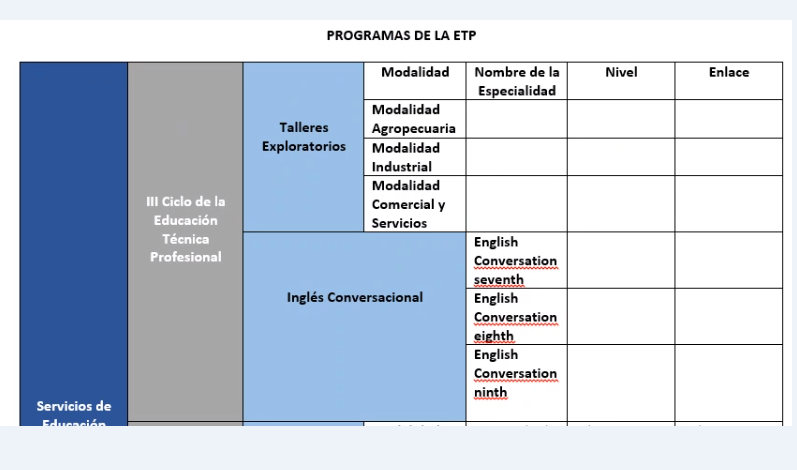 PROGRAMAS DE LA ETP
Modalidad
Nombre de la
Especialidad
Nivel
Enlace
Talleres
Exploratorios
Modalidad
Agropecuaria
Modalidad
Industrial
Modalidad
Comercial y
Servicios
III Ciclo de la
Educación
Técnica
Profesional
Inglés Conversacional
English
Conversation
seventh
English
Conversation
eighth
English
Conversation
ninth
Servicios de
Educación